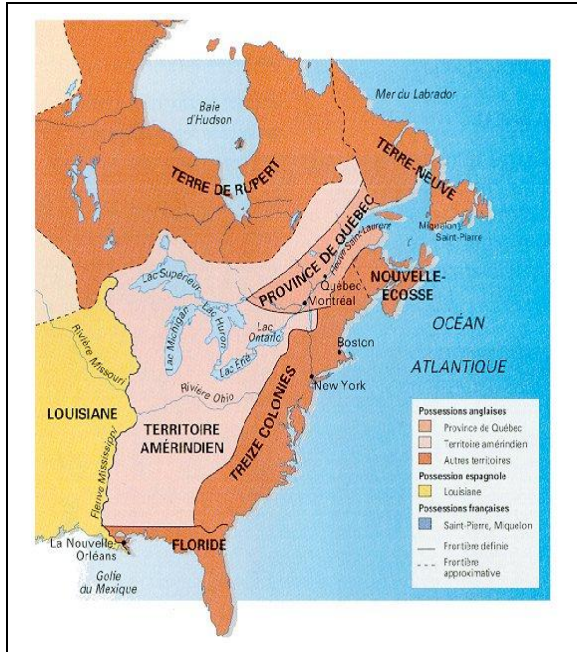 Mer du Labrador
Baie
d'Hudson
TERRE DE RUPERT
TERRE-NEUVE
Miquelon
Saint-Pierre
PROVINCE DE QUÉBEC
Fleuve Saint-Laurent
Québec
Montréal
NOUVELLE-
ECOSSE
Lac Supérieur
Lac Michigan
Lac Huron
Lac
Ontario
Lac Érié
Boston
New York
OCÉAN
ATLANTIQUE
Rivière Missouri
Rivière Ohio
LOUISIANE
TERRITOIRE
AMÉRINDIEN
TREIZE COLONIES
Fleuve Mississipi
FLORIDE
La Nouvelle
Orléans
Golfe
du Mexique
Possessions anglaises
Province de Québec
Territoire amérindien
Autres territoires
Possession espagnole
Louisiane
Possessions françaises
Saint-Pierre, Miquelon
Frontière définie
Frontière
approximative